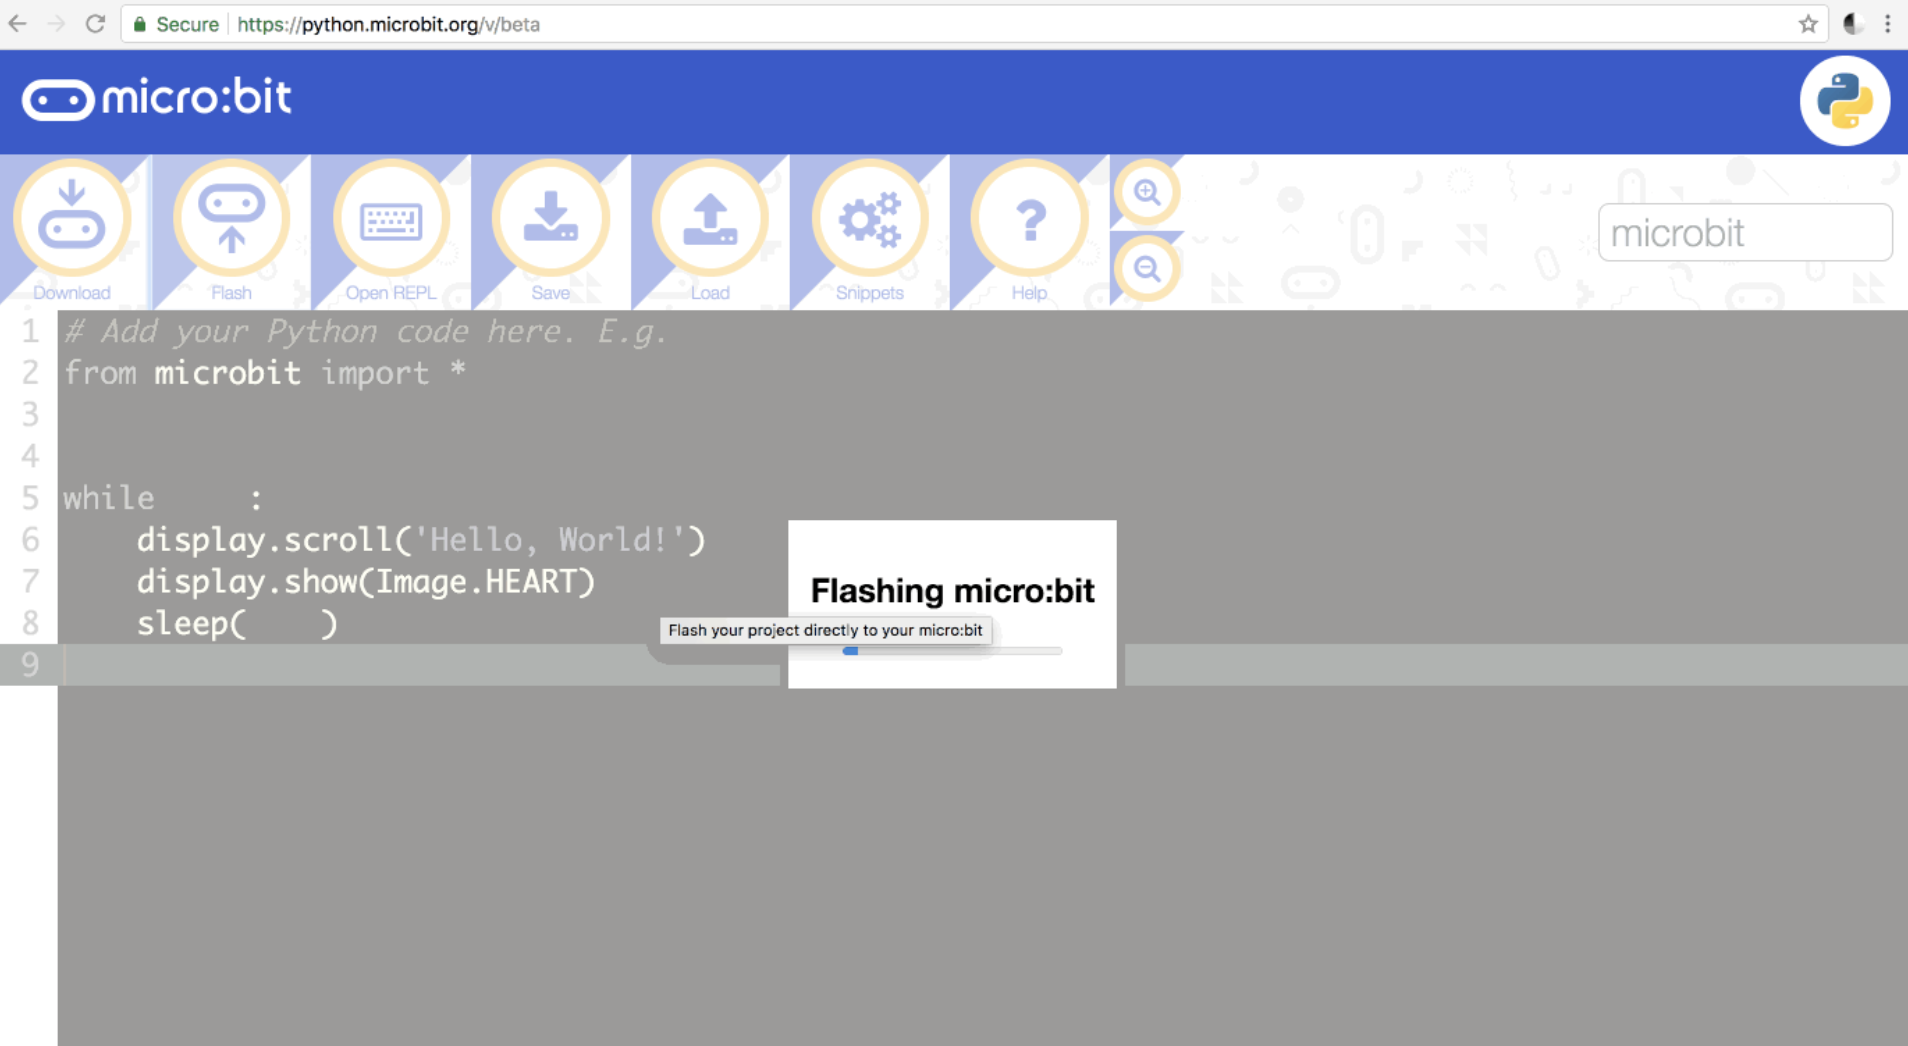 Secure https://python.microbit.org/v/beta
micro:bit
Download Flash Open REPL Save Load Snippets Help
microbit
1 # Add your Python code here. E.g.
2 from microbit import *
3
4
5 while :
6 display.scroll('Hello, World!')
7 display.show(Image.HEART)
8 sleep( )
9
Flashing micro:bit
Flash your project directly to your micro:bit